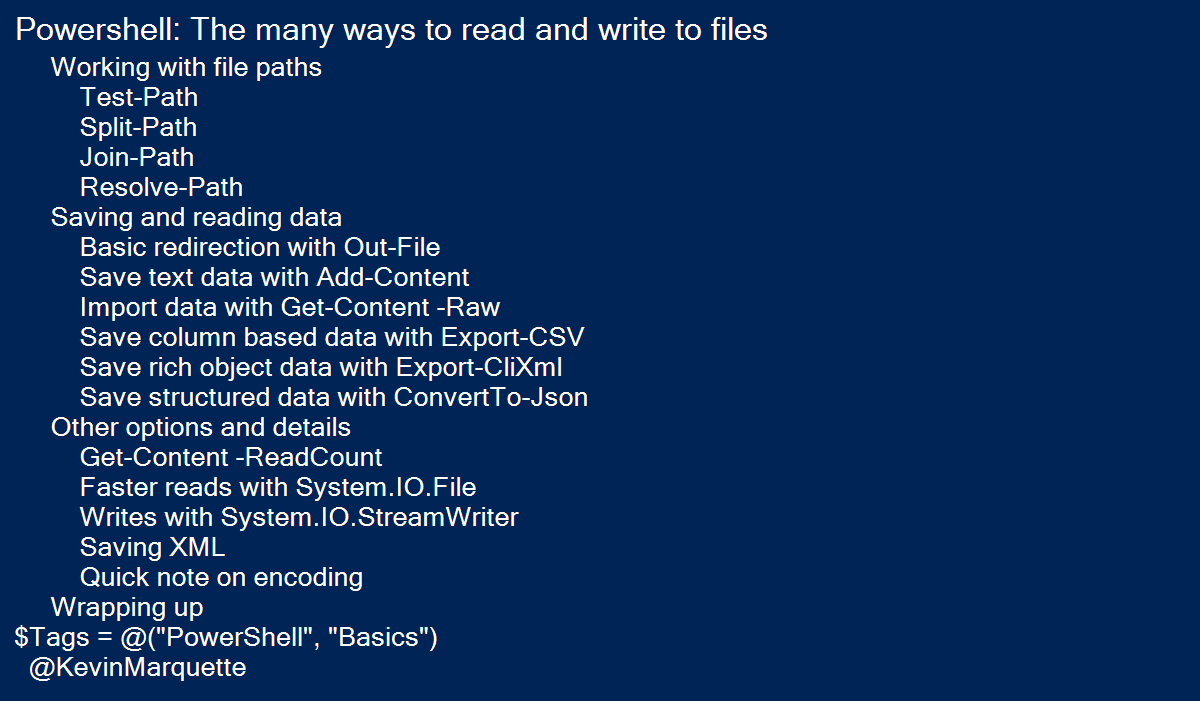 Powershell: The many ways to read and write to files
Working with file paths
Test-Path
Split-Path
Join-Path
Resolve-Path
Saving and reading data
Basic redirection with Out-File
Save text data with Add-Content
Import data with Get-Content -Raw
Save column based data with Export-CSV
Save rich object data with Export-CliXml
Save structured data with ConvertTo-Json
Other options and details
Get-Content -ReadCount
Faster reads with System.IO.File
Writes with System.IO.StreamWriter
Saving XML
Quick note on encoding
Wrapping up
$Tags = @("PowerShell", "Basics")
@KevinMarquette